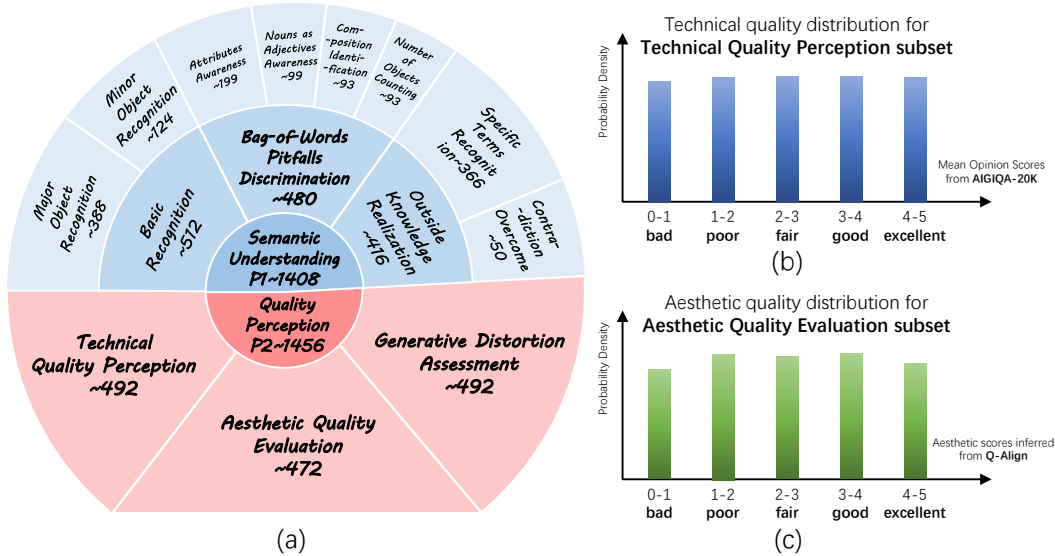 Major
Object
Recognition
~388
Minor
Object
Recognition
~124
Attributes
Awareness
~199
Nouns as
Adjectives
Awareness
~99
Com-
-position
Identi-
-fication
~93
Number
of
Objects
Counting
~93
Specific
Terms
Recognit
ion~366
Contra-
-diction
Overcome
~50
Basic
Recognition
~512
Bag-of-Words
Pitfalls
Discrimination
~480
Outside
Knowledge
Realization
~416
Semantic
Understanding
P1~1408
Quality
Perception
P2~1456
Technical
Quality Perception
~492
Aesthetic Quality
Evaluation
~472
Generative Distortion
Assessment
~492
(a)
Technical quality distribution for
Technical Quality Perception subset
Probability Density
Mean Opinion Scores
from AIGIQA-20K
0-1 1-2 2-3 3-4 4-5
bad poor fair good excellent
(b)
Aesthetic quality distribution for
Aesthetic Quality Evaluation subset
Probability Density
Aesthetic scores inferred
from Q-Align
0-1 1-2 2-3 3-4 4-5
bad poor fair good excellent
(c)